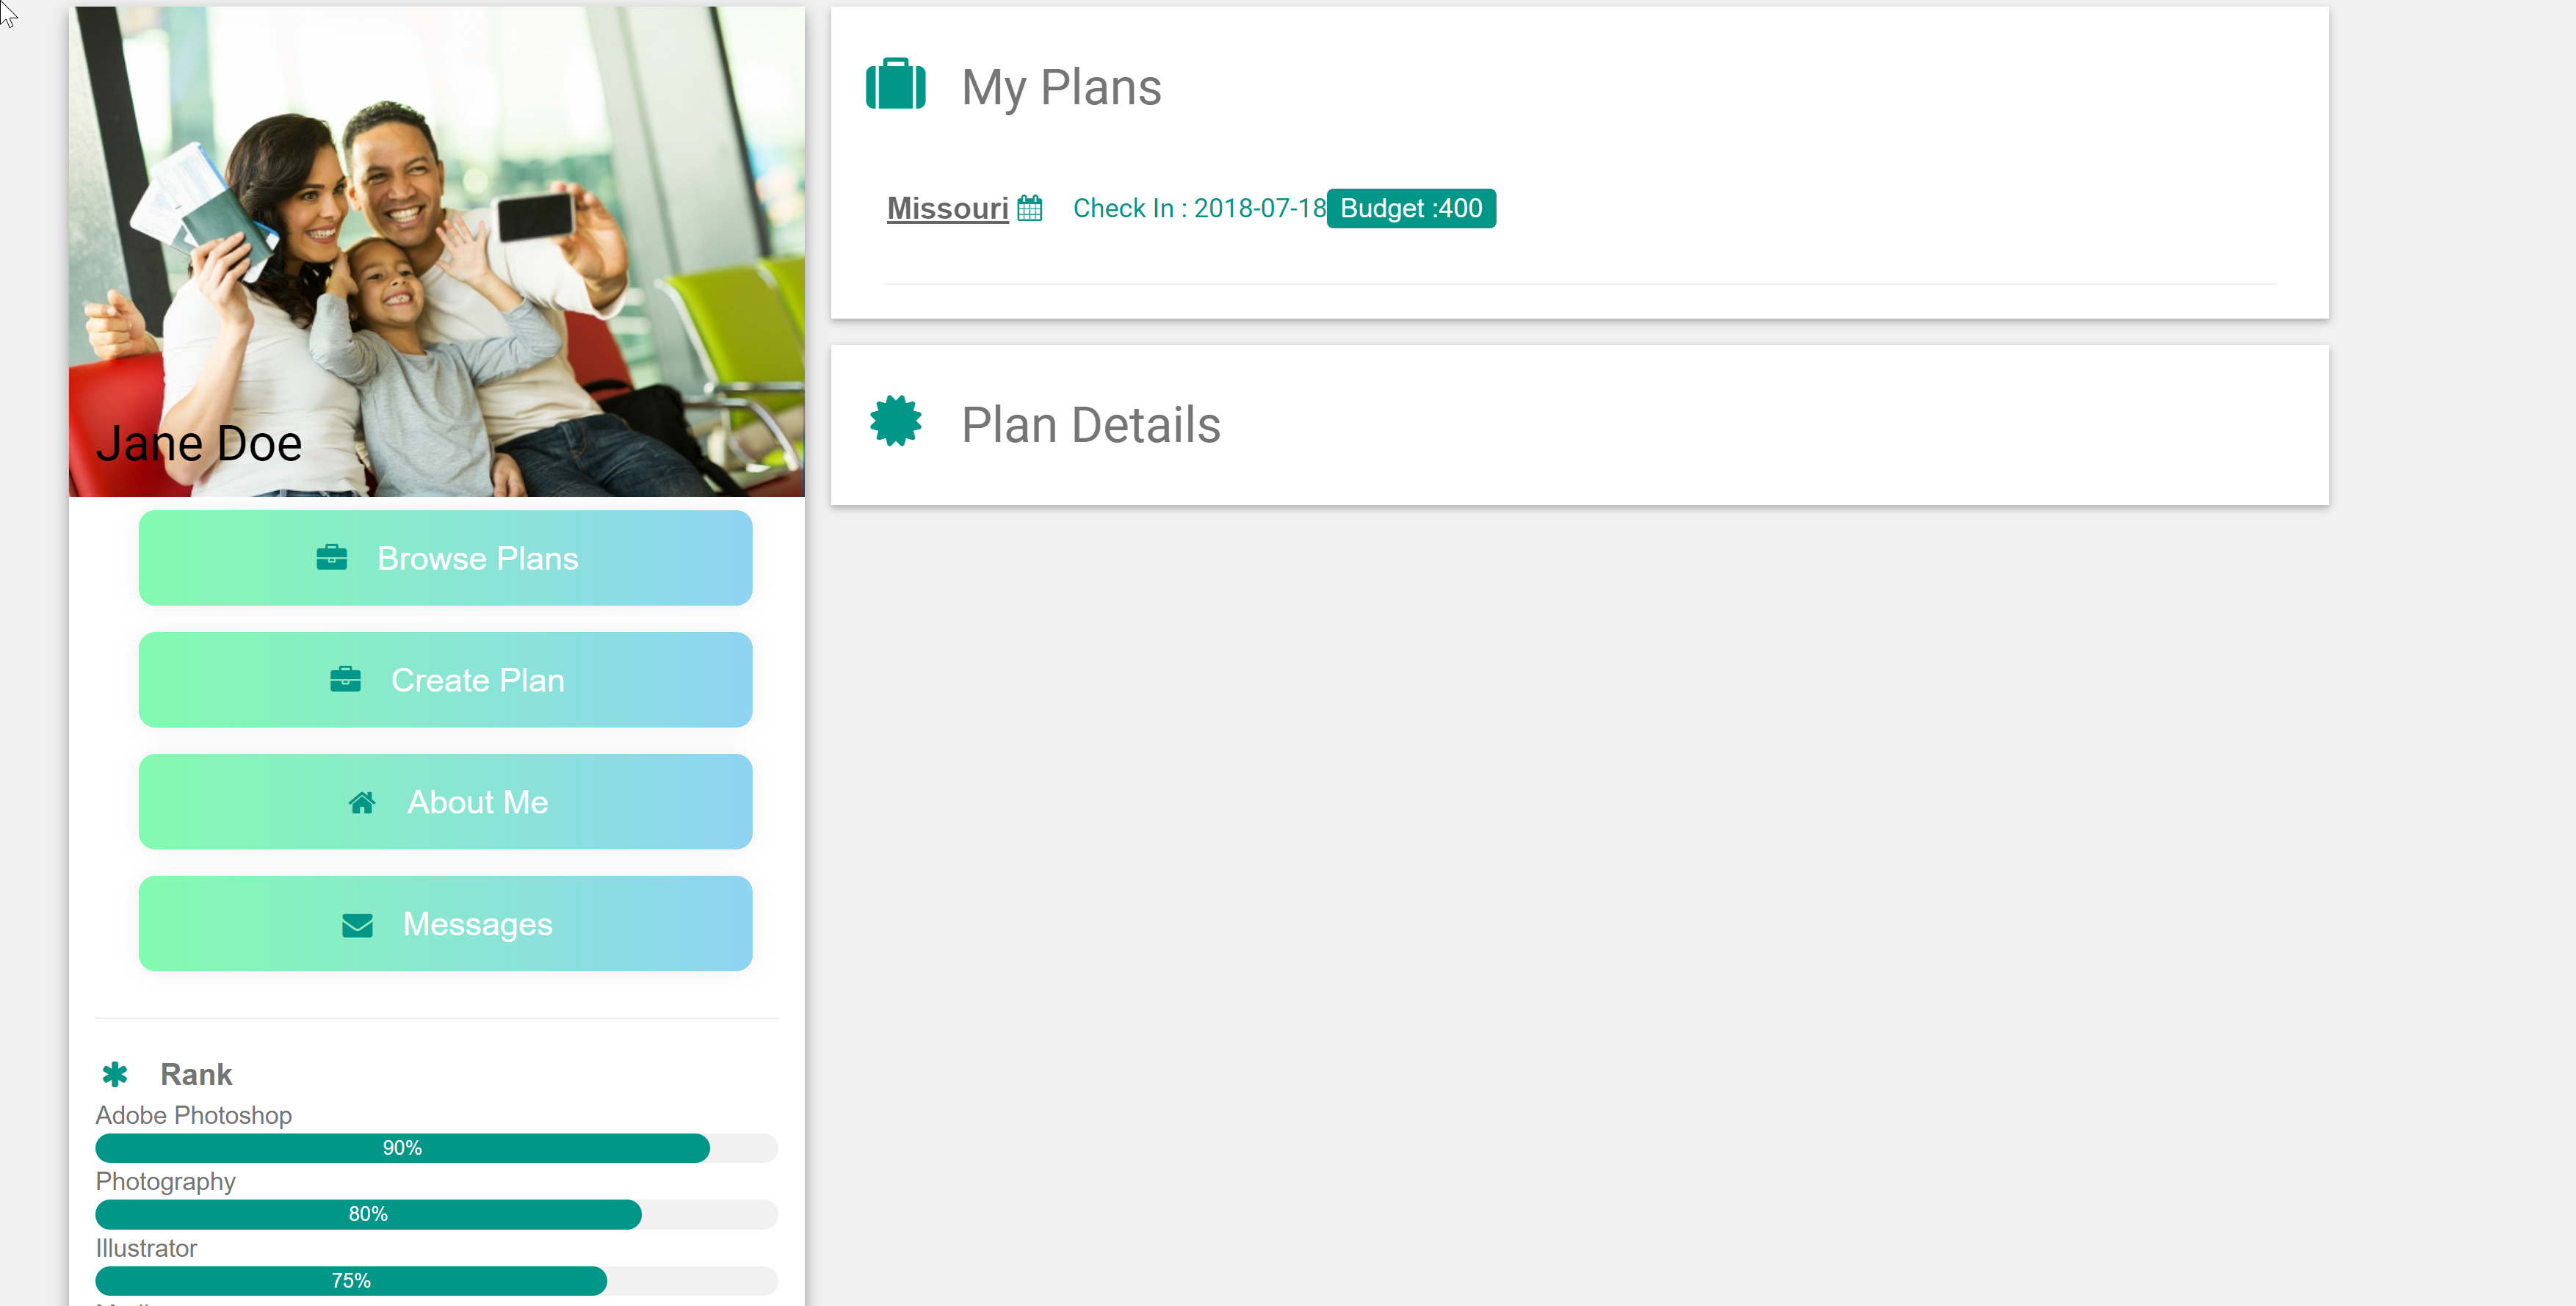 Jane Doe
Browse Plans
Create Plan
About Me
Messages
Rank
Adobe Photoshop
90%
Photography
80%
Illustrator
75%
My Plans
Missouri Check In : 2018-07-18 Budget :400
Plan Details